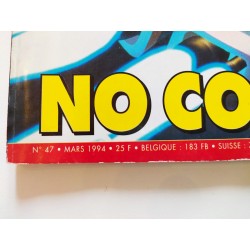 NO CO
N° 47 • MARS 1994 • 25 F • BELGIQUE : 183 FB • SUISSE :